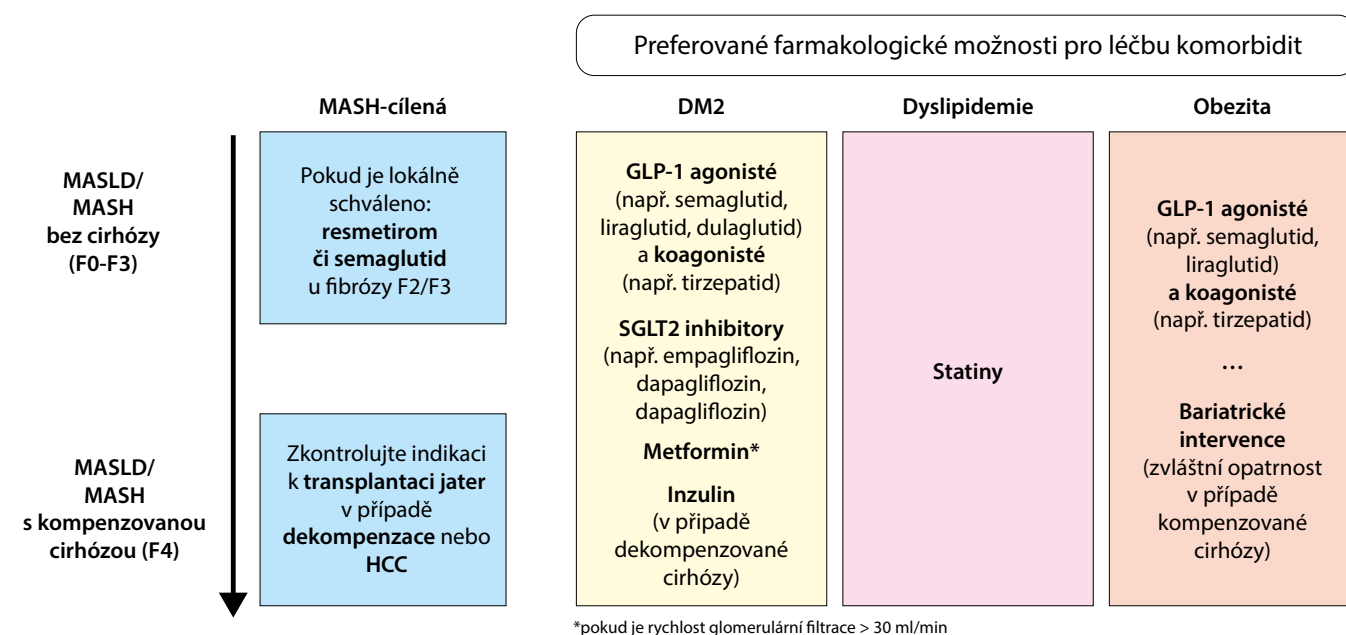 Preferované farmakologické možnosti pro léčbu komorbidit
MASH-cílená
DM2
Dyslipidemie
Obezita
MASLD/
MASH
bez cirhózy
(F0-F3)
Pokud je lokálně
schváleno:
resmetirom
či semaglutid
u fibrózy F2/F3
MASLD/
MASH
s kompenzovanou
cirhózou (F4)
Zkontrolujte indikaci
k transplantaci jater
v případě
dekompenzace nebo
HCC
GLP-1 agonisté
(např. semaglutid,
liraglutid, dulaglutid)
a koagonisté
(např. tirzepatid)
SGLT2 inhibitory
(např. empagliflozin,
dapagliflozin,
dapagliflozin)
Metformin*
Inzulin
(v připadě
dekompenzované
cirhózy)
Statiny
GLP-1 agonisté
(např. semaglutid,
liraglutid)
a koagonisté
(např. tirzepatid)
…
Bariatrické
intervence
(zvláštní opatrnost
v případě
kompenzované
cirhózy)
*pokud je rychlost glomerulární filtrace > 30 ml/min